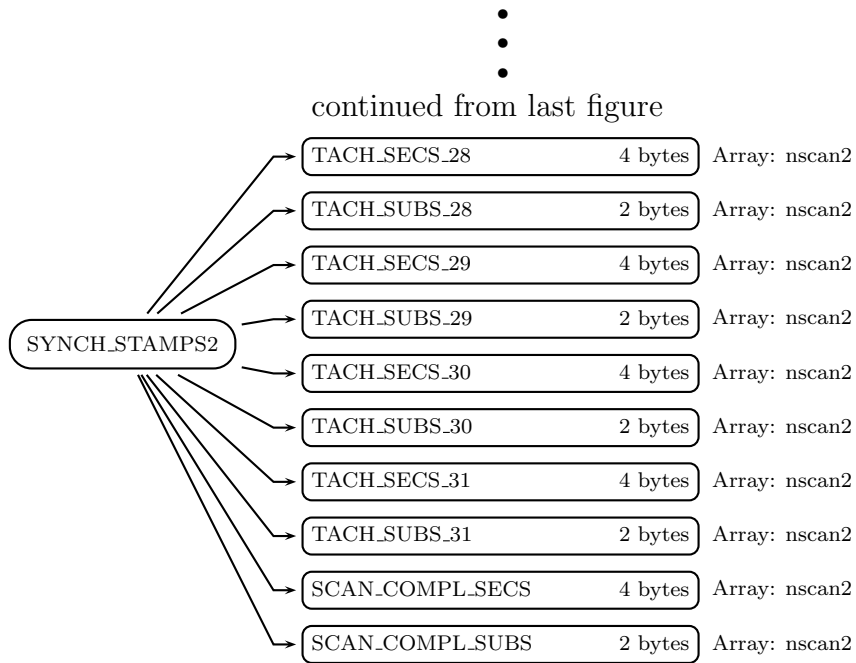 continued from last figure
TACH_SECS_28 4 bytes Array: nscan2
TACH_SUBS_28 2 bytes Array: nscan2
TACH_SECS_29 4 bytes Array: nscan2
TACH_SUBS_29 2 bytes Array: nscan2
SYNCH_STAMPS2
TACH_SECS_30 4 bytes Array: nscan2
TACH_SUBS_30 2 bytes Array: nscan2
TACH_SECS_31 4 bytes Array: nscan2
TACH_SUBS_31 2 bytes Array: nscan2
SCAN_COMPL_SECS 4 bytes Array: nscan2
SCAN_COMPL_SUBS 2 bytes Array: nscan2